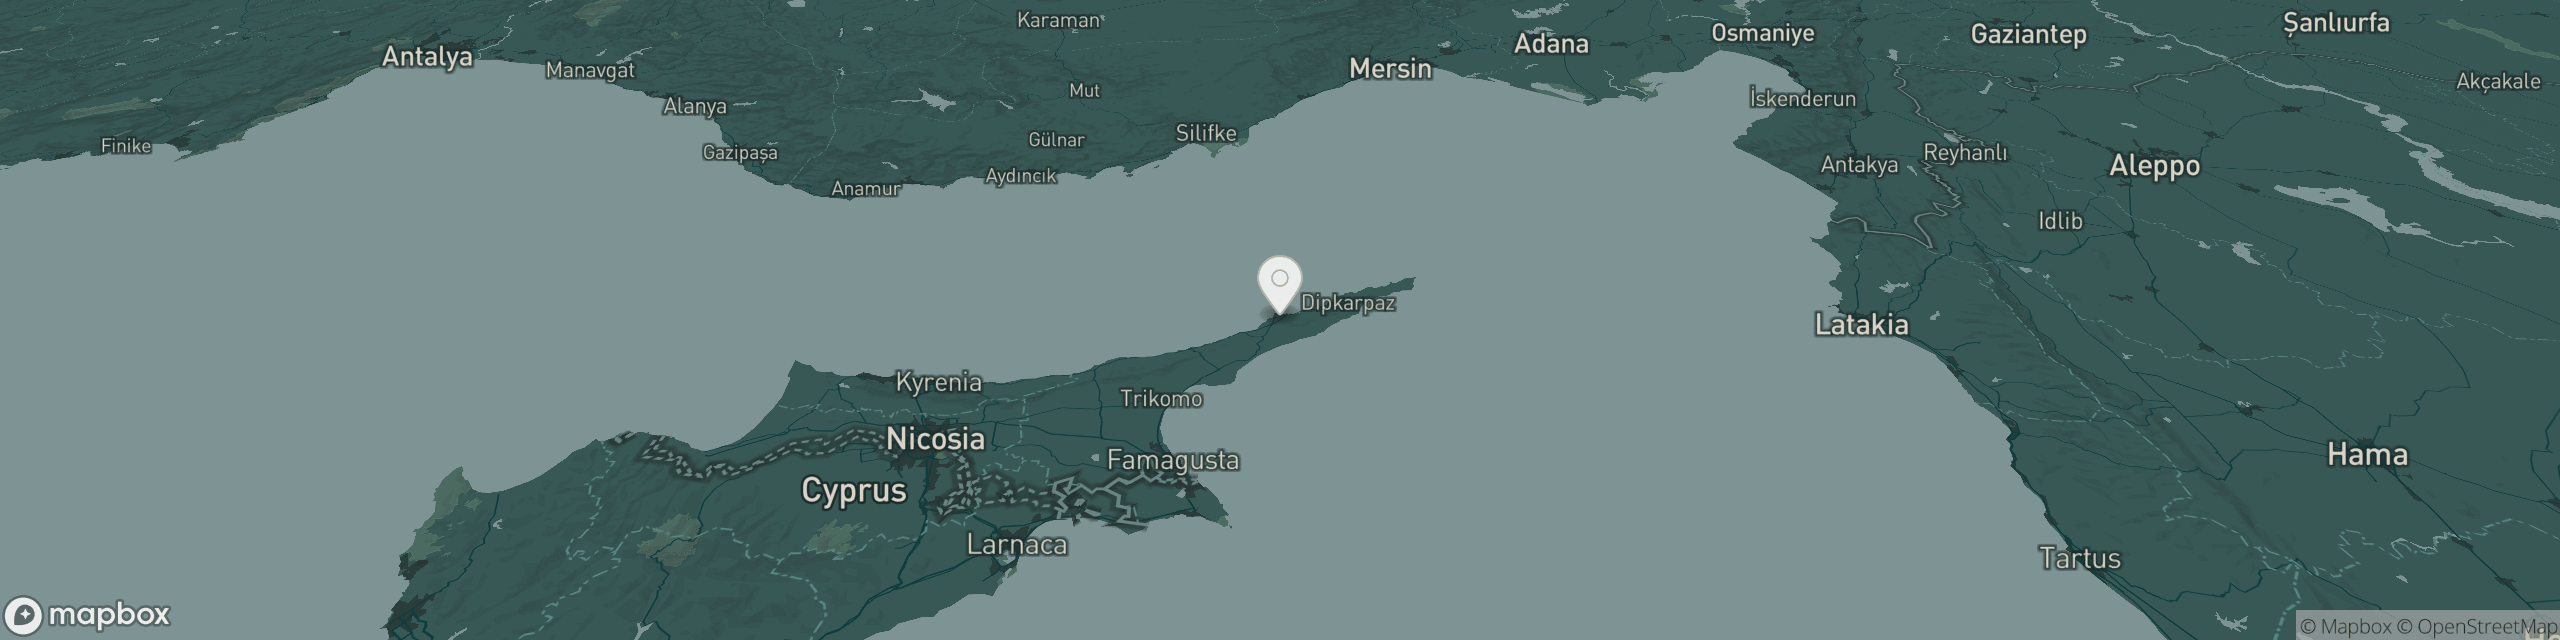 Karaman
Antalya
Manavgat
Alanya
Gazipaşa
Finike
Mut
Gülnar
Anamur
Aydıncık
Silifke
Mersin
Adana
Osmaniye
Gaziantep
Şanlıurfa
Akçakale
İskenderun
Antakya
Reyhanlı
Aleppo
Idlib
Dipkarpaz
Latakia
Kyrenia
Trikomo
Nicosia
Famagusta
Cyprus
Larnaca
Hama
Tartus
mapbox
© Mapbox © OpenStreetMap